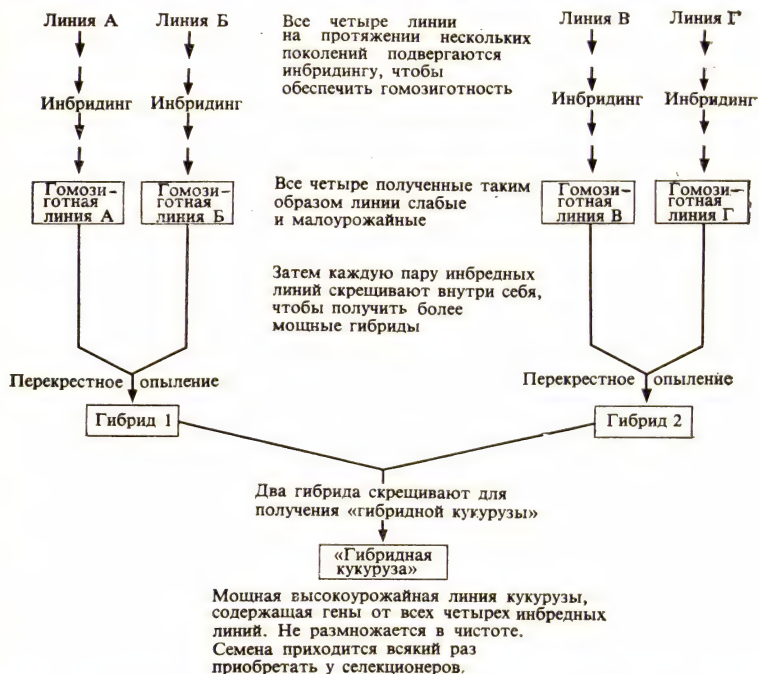 Линия А
Линия Б
Все четыре линии
на протяжении нескольких
поколений подвергаются
инбридингу, чтобы
обеспечить гомозиготность
Линия В
Линия Г
Инбридинг
Инбридинг
Инбридинг
Инбридинг
Гомози-
готная
линия А
Гомози-
готная
линия Б
Все четыре полученные таким
образом линии слабые
и малоурожайные
Гомози-
готная
линия В
Гомози-
готная
линия Г
Затем каждую пару инбредных
линий скрещивают внутри себя,
чтобы получить более
мощные гибриды
Перекрестное опыление
Перекрестное опыление
Гибрид 1
Гибрид 2
Два гибрида скрещивают для
получения «гибридной кукурузы»
«Гибридная
кукуруза»
Мощная высокоурожайная линия кукурузы,
содержащая гены от всех четырех инбредных
линий. Не размножается в чистоте.
Семена приходится всякий раз
приобретать у селекционеров.